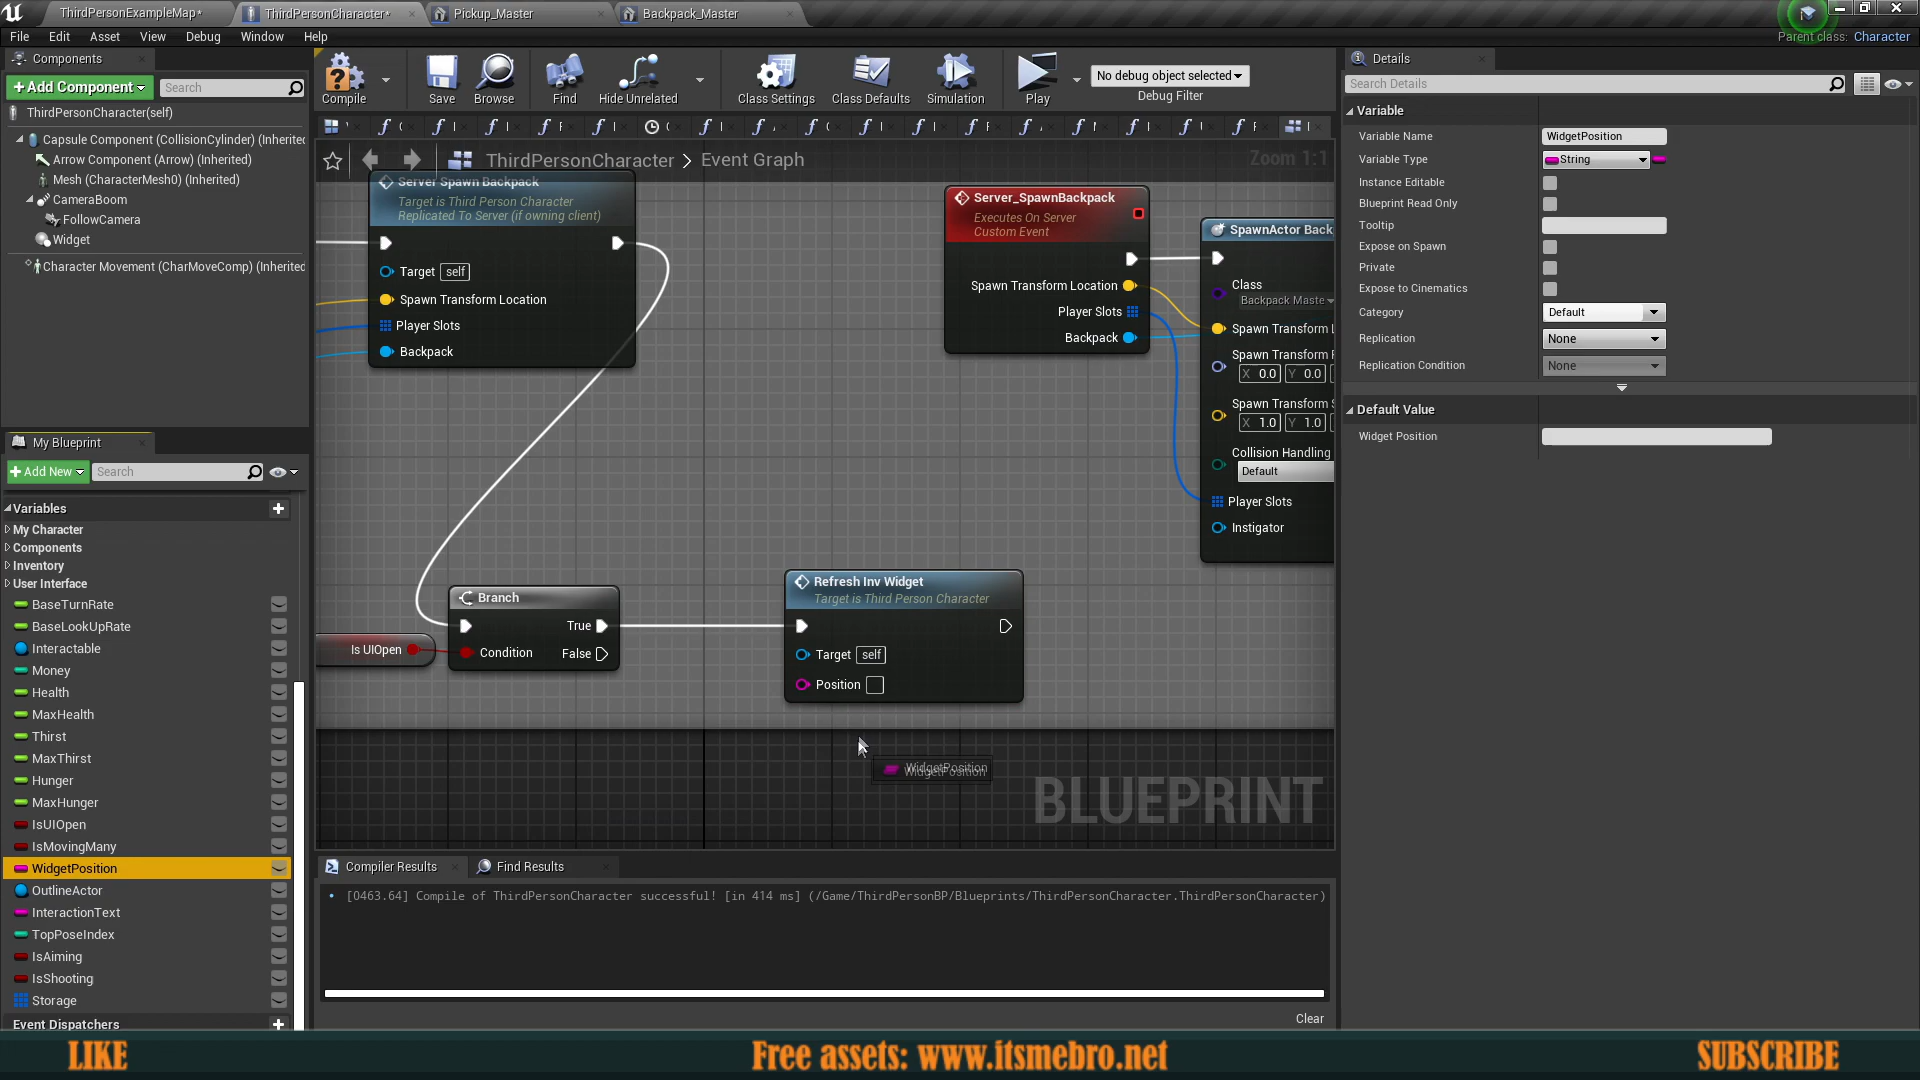 ThirdPersonExampleMap*
ThirdPersonCharacter*
Pickup_Master
Backpack_Master
File Edit Asset View Debug Window Help
Parent class: Character
Components
+Add Component
Search
ThirdPersonCharacter(self)
Capsule Component (CollisionCylinder) (Inherited
Arrow Component (Arrow) (Inherited)
Mesh (CharacterMesh0) (Inherited)
CameraBoom
FollowCamera
Widget
Character Movement (CharMoveComp) (Inherited
Compile
Save
Browse
Find
Hide Unrelated
Class Settings
Class Defaults
Simulation
Play
No debug object selected
Debug Filter
ThirdPersonCharacter > Event Graph
Zoom 1:1
Server Spawn Backpack
Target is Third Person Character
Replicated To Server (if owning client)
Target self
Spawn Transform Location
Player Slots
Backpack
Server_SpawnBackpack
Executes On Server
Custom Event
Spawn Transform Location
Player Slots
Backpack
SpawnActor Back
Class
Backpack Maste
Spawn Transform L
Spawn Transform
X 0.0 Y 0.0
Spawn Transform
X 1.0 Y 1.0
Collision Handling
Default
Player Slots
Instigator
Is UIOpen
Branch
True
Condition
False
Refresh Inv Widget
Target is Third Person Character
Target self
Position
WidgetPosition
WidgetPosition
BLUEPRINT
My Blueprint
+Add New
Search
Variables
My Character
Components
Inventory
User Interface
BaseTurnRate
BaseLookUpRate
Interactable
Money
Health
MaxHealth
Thirst
MaxThirst
Hunger
MaxHunger
IsUIOpen
IsMovingMany
WidgetPosition
OutlineActor
InteractionText
TopPoseIndex
IsAiming
IsShooting
Storage
Event Dispatchers
Compiler Results
Find Results
[0463.64] Compile of ThirdPersonCharacter successful! [in 414 ms] (/Game/ThirdPersonBP/Blueprints/ThirdPersonCharacter.ThirdPersonCharacter)
Clear
Details
Search Details
Variable
Variable Name WidgetPosition
Variable Type String
Instance Editable
Blueprint Read Only
Tooltip
Expose on Spawn
Private
Expose to Cinematics
Category Default
Replication None
Replication Condition None
Default Value
Widget Position
LIKE
Free assets: www.itsmebro.net
SUBSCRIBE